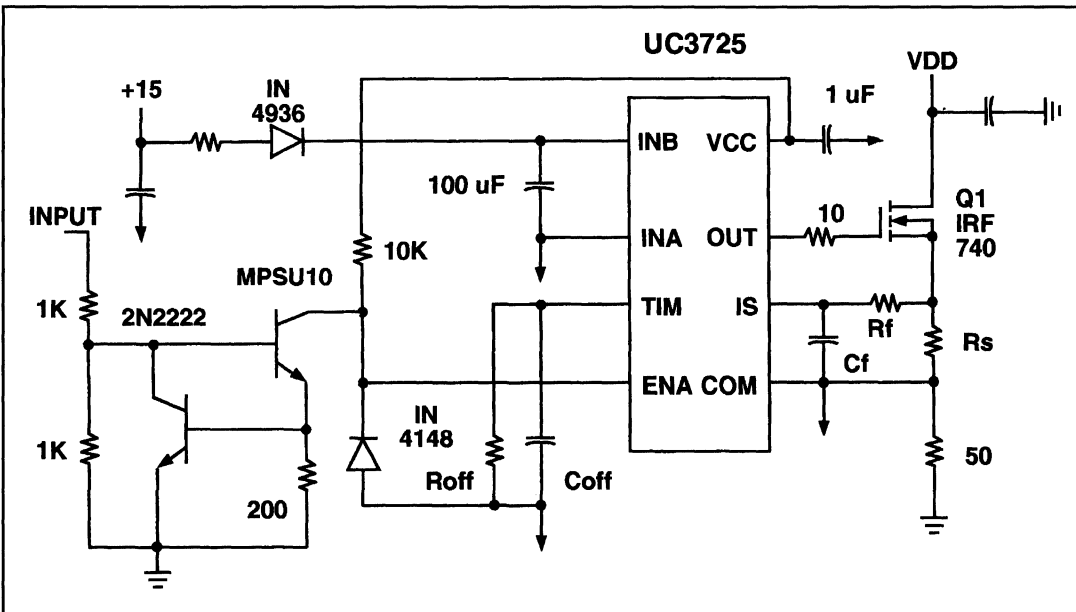 UC3725
VDD
+15
IN
4936
1 uF
INB
VCC
100 uF
Q1
IRF
740
INPUT
10
INA
OUT
10K
MPSU10
1K
2N2222
TIM
IS
Rf
Rs
Cf
ENA
COM
IN
4148
1K
Roff
Coff
50
200